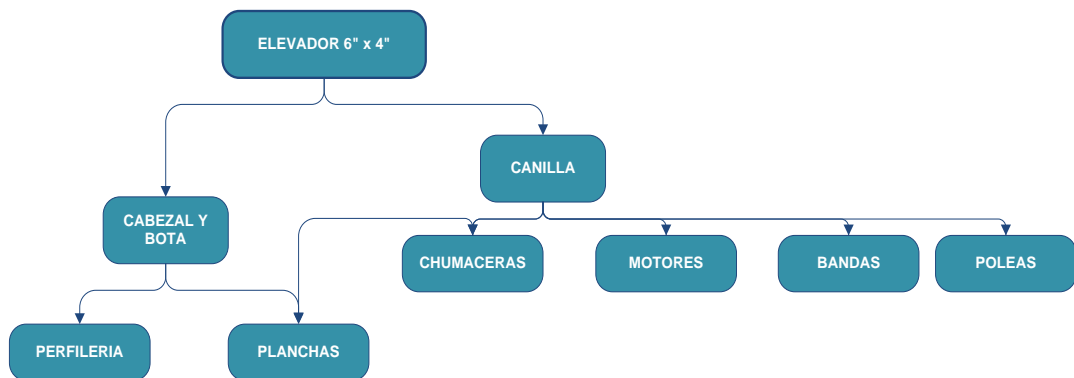 ELEVADOR 6" x 4"
CANILLA
CABEZAL Y
BOTA
CHUMACERAS
MOTORES
BANDAS
POLEAS
PERFILERIA
PLANCHAS